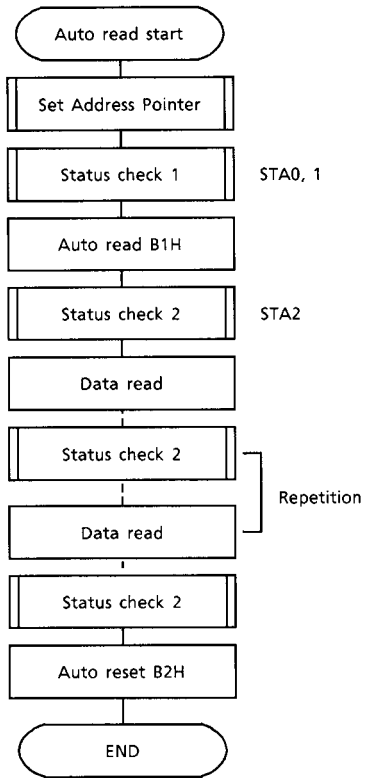 Auto read start
Set Address Pointer
Status check 1 STA0, 1
Auto read B1H
Status check 2 STA2
Data read
Status check 2
Repetition
Data read
Status check 2
Auto reset B2H
END